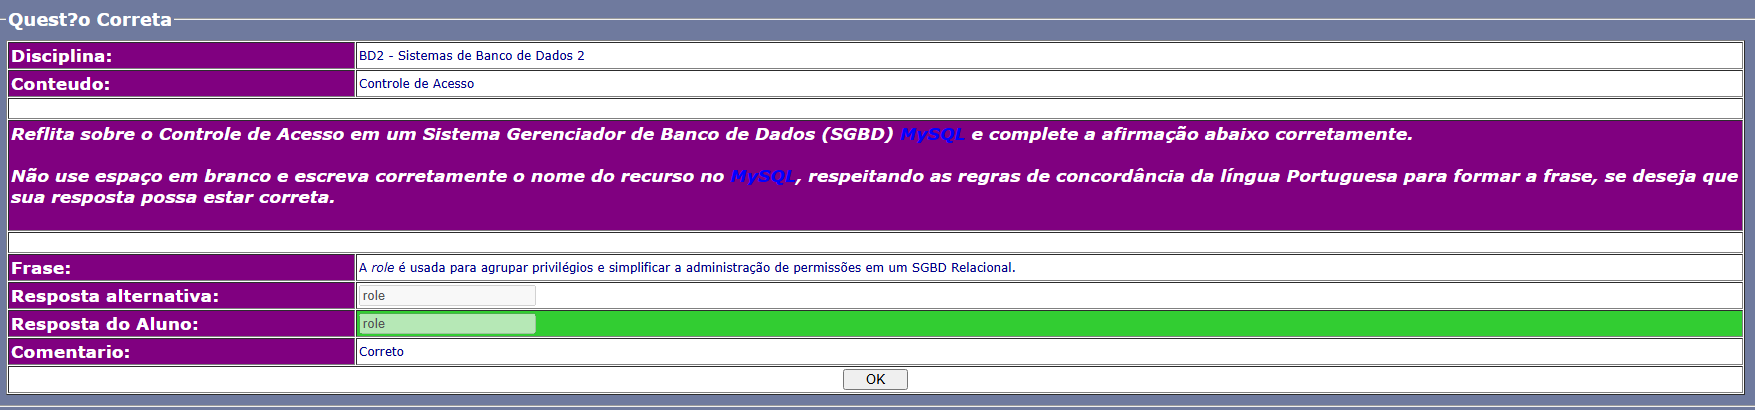 Quest?o Correta
Disciplina: BD2 - Sistemas de Banco de Dados 2
Conteudo: Controle de Acesso
Reflita sobre o Controle de Acesso em um Sistema Gerenciador de Banco de Dados (SGBD) MySQL e complete a afirmação abaixo corretamente.
Não use espaço em branco e escreva corretamente o nome do recurso no MySQL, respeitando as regras de concordância da língua Portuguesa para formar a frase, se deseja que
sua resposta possa estar correta.
Frase: A role é usada para agrupar privilégios e simplificar a administração de permissões em um SGBD Relacional.
Resposta alternativa: role
Resposta do Aluno: role
Comentario: Correto
OK